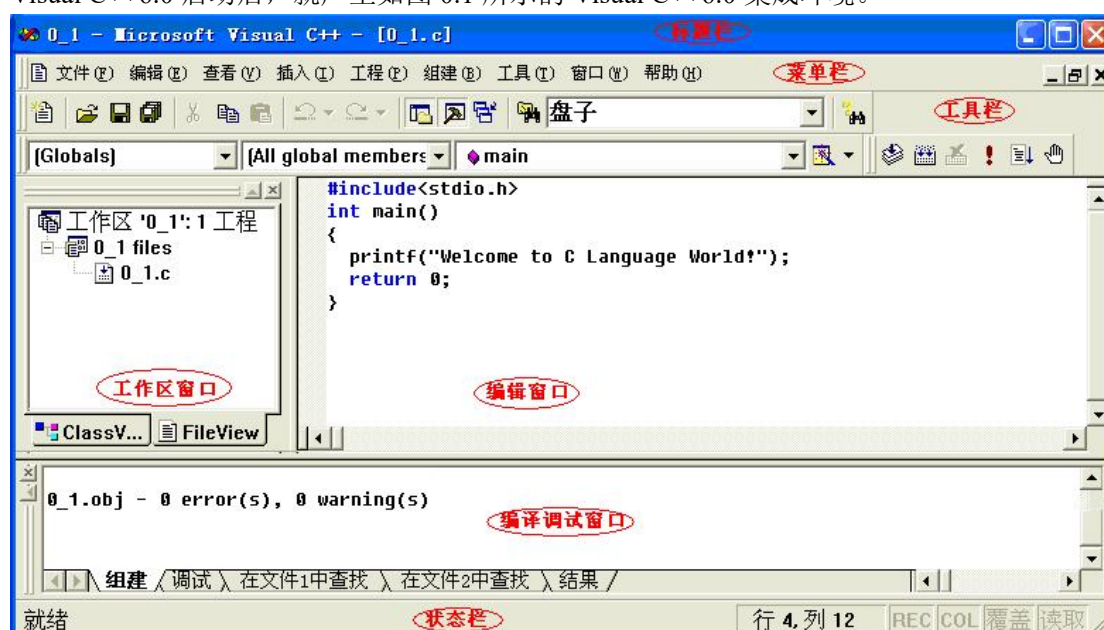 Visual C++6.0 启动后，就产生如图 0.1 所示的 Visual C++6.0 集成环境。
0_1 - Microsoft Visual C++ - [0_1.c]
标题栏
文件(F) 编辑(E) 查看(V) 插入(I) 工程(P) 组建(B) 工具(T) 窗口(W) 帮助(H)
菜单栏
盘子
工具栏
(Globals)
(All global members
main
工作区 '0_1': 1 工程
0_1 files
0_1.c
工作区窗口
ClassV...
FileView
#include<stdio.h>
int main()
{
printf("Welcome to C Language World!");
return 0;
}
编辑窗口
0_1.obj - 0 error(s), 0 warning(s)
编译调试窗口
组建 调试 在文件1中查找 在文件2中查找 结果
就绪
状态栏
行 4, 列 12
REC COL 覆盖 读取